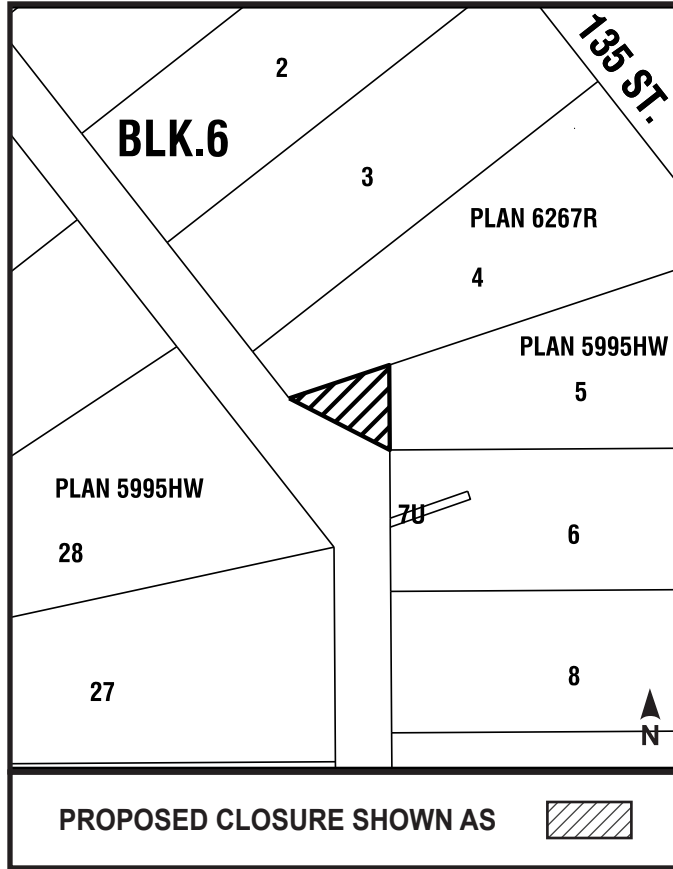 135 ST.
2
BLK.6
3
PLAN 6267R
4
PLAN 5995HW
5
PLAN 5995HW
7U
6
28
8
27
N
PROPOSED CLOSURE SHOWN AS